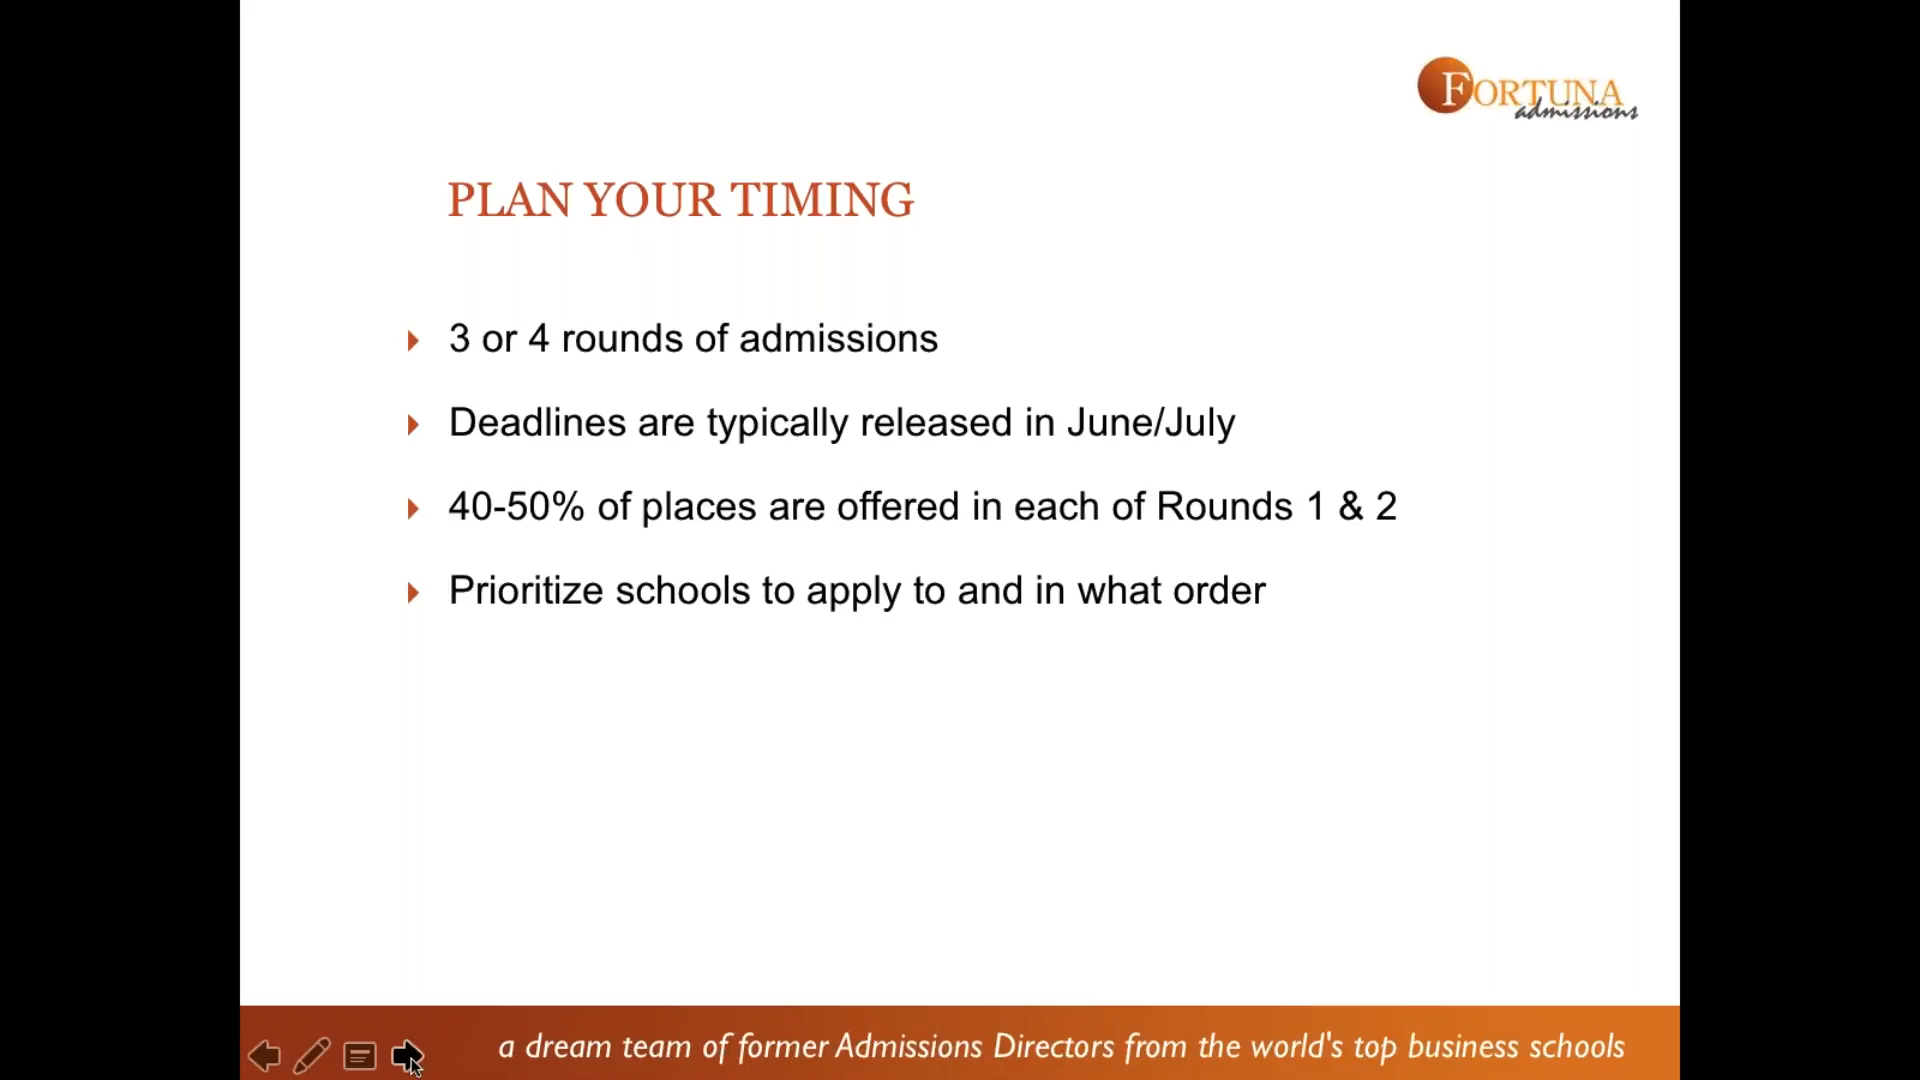 FORTUNA
admissions
PLAN YOUR TIMING
3 or 4 rounds of admissions
Deadlines are typically released in June/July
40-50% of places are offered in each of Rounds 1 & 2
Prioritize schools to apply to and in what order
a dream team of former Admissions Directors from the world's top business schools